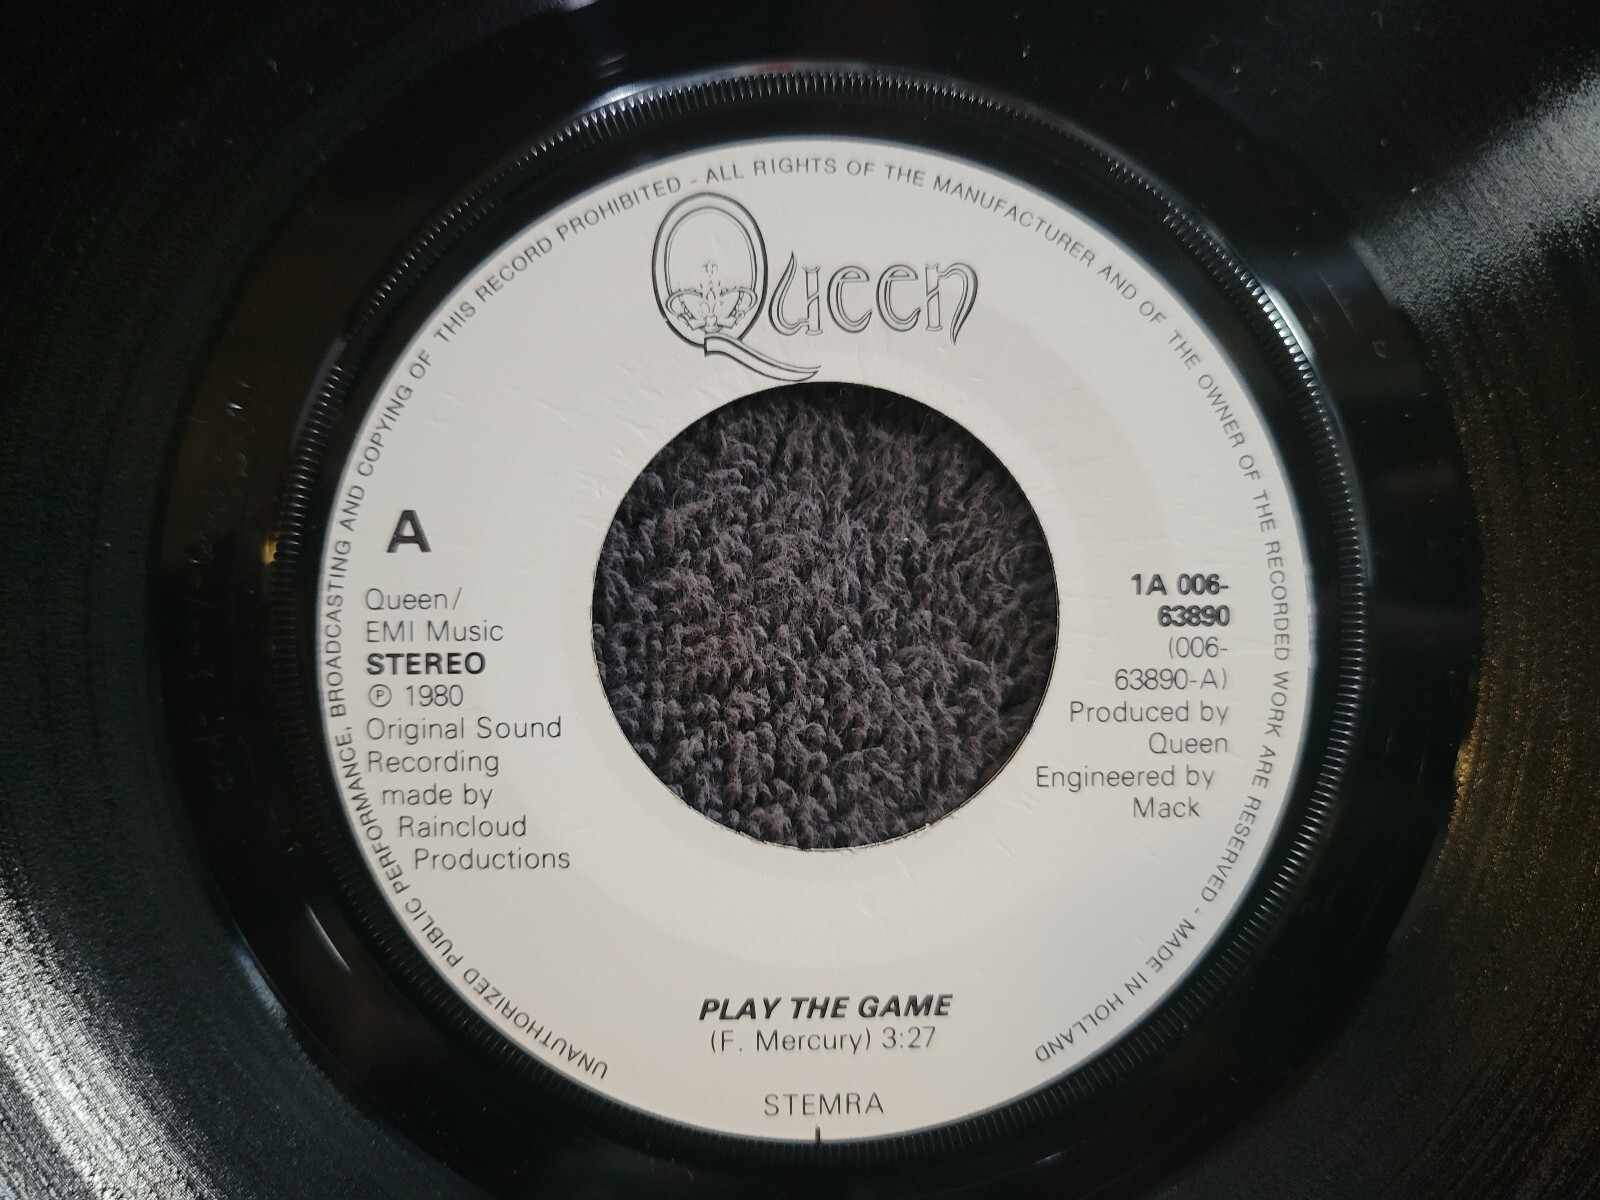 UNAUTHORIZED PUBLIC PERFORMANCE, BROADCASTING AND COPYING OF THIS RECORD PROHIBITED - ALL RIGHTS OF THE MANUFACTURER AND OF THE OWNER OF THE RECORDED WORK ARE RESERVED - MADE IN HOLLAND
Queen
A
Queen/
EMI Music
STEREO
Ⓟ 1980
Original Sound
Recording
made by
Raincloud
Productions
1A 006-
63890
(006-
63890-A)
Produced by
Queen
Engineered by
Mack
PLAY THE GAME
(F. Mercury) 3:27
STEMRA